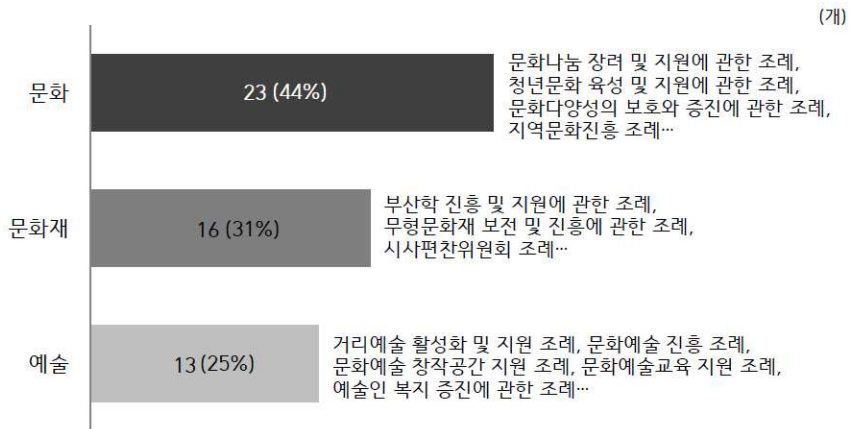 (개)
문화
23 (44%)
문화나눔 장려 및 지원에 관한 조례,
청년문화 육성 및 지원에 관한 조례,
문화다양성의 보호와 증진에 관한 조례,
지역문화진흥 조례…
문화재
16 (31%)
부산학 진흥 및 지원에 관한 조례,
무형문화재 보전 및 진흥에 관한 조례,
시사편찬위원회 조례…
예술
13 (25%)
거리예술 활성화 및 지원 조례, 문화예술 진흥 조례,
문화예술 창작공간 지원 조례, 문화예술교육 지원 조례,
예술인 복지 증진에 관한 조례…